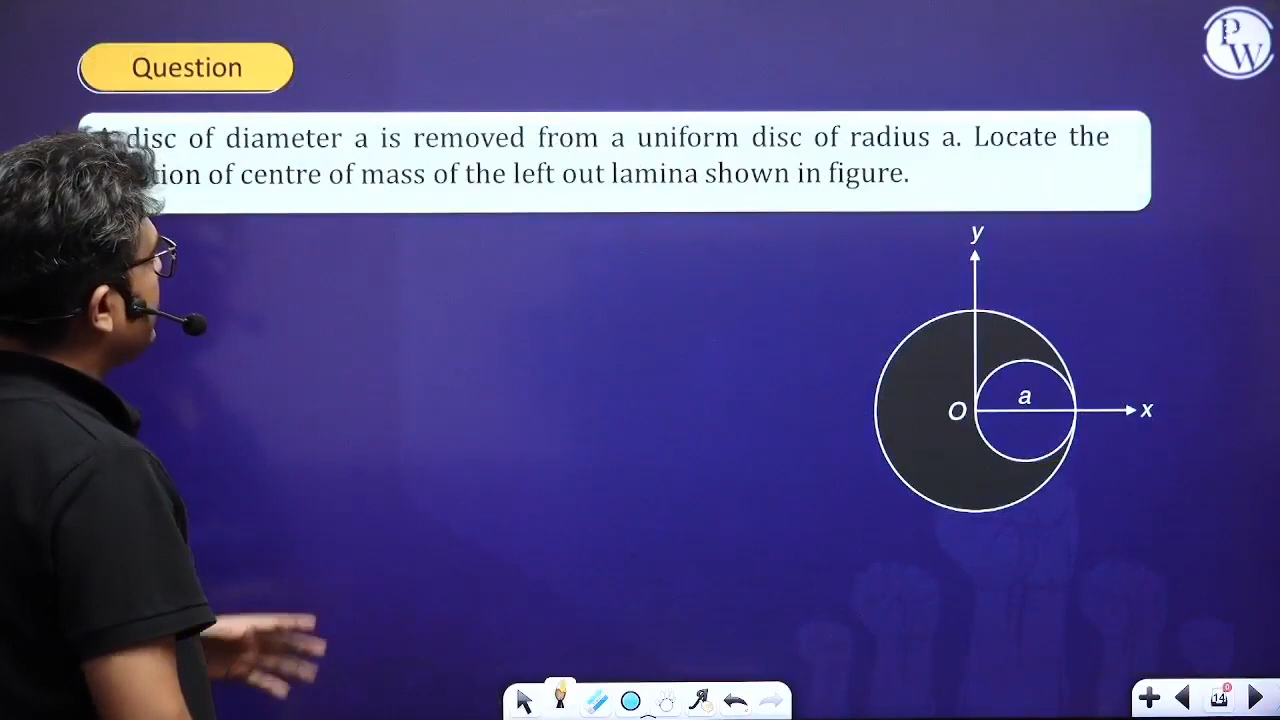 Question
disc of diameter a is removed from a uniform disc of radius a. Locate the
of centre of mass of the left out lamina shown in figure.
y
a
O
x
P
W
14